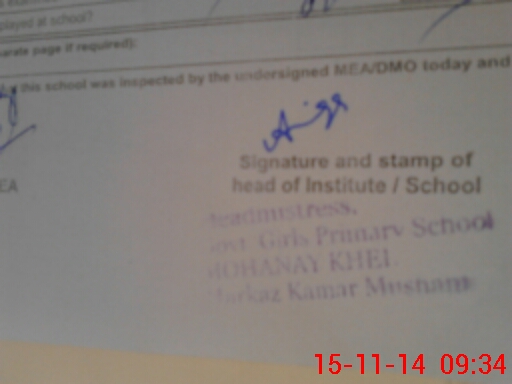 played at school?
arate page if required):
this school was inspected by the undersigned MEA/DMO today and
Signature and stamp of
EA
head of Institute / School
Headmistress.
Govt. Girls Primary School
MOHANAY KHEL
Markaz Kamar Mushani
15-11-14 09:34